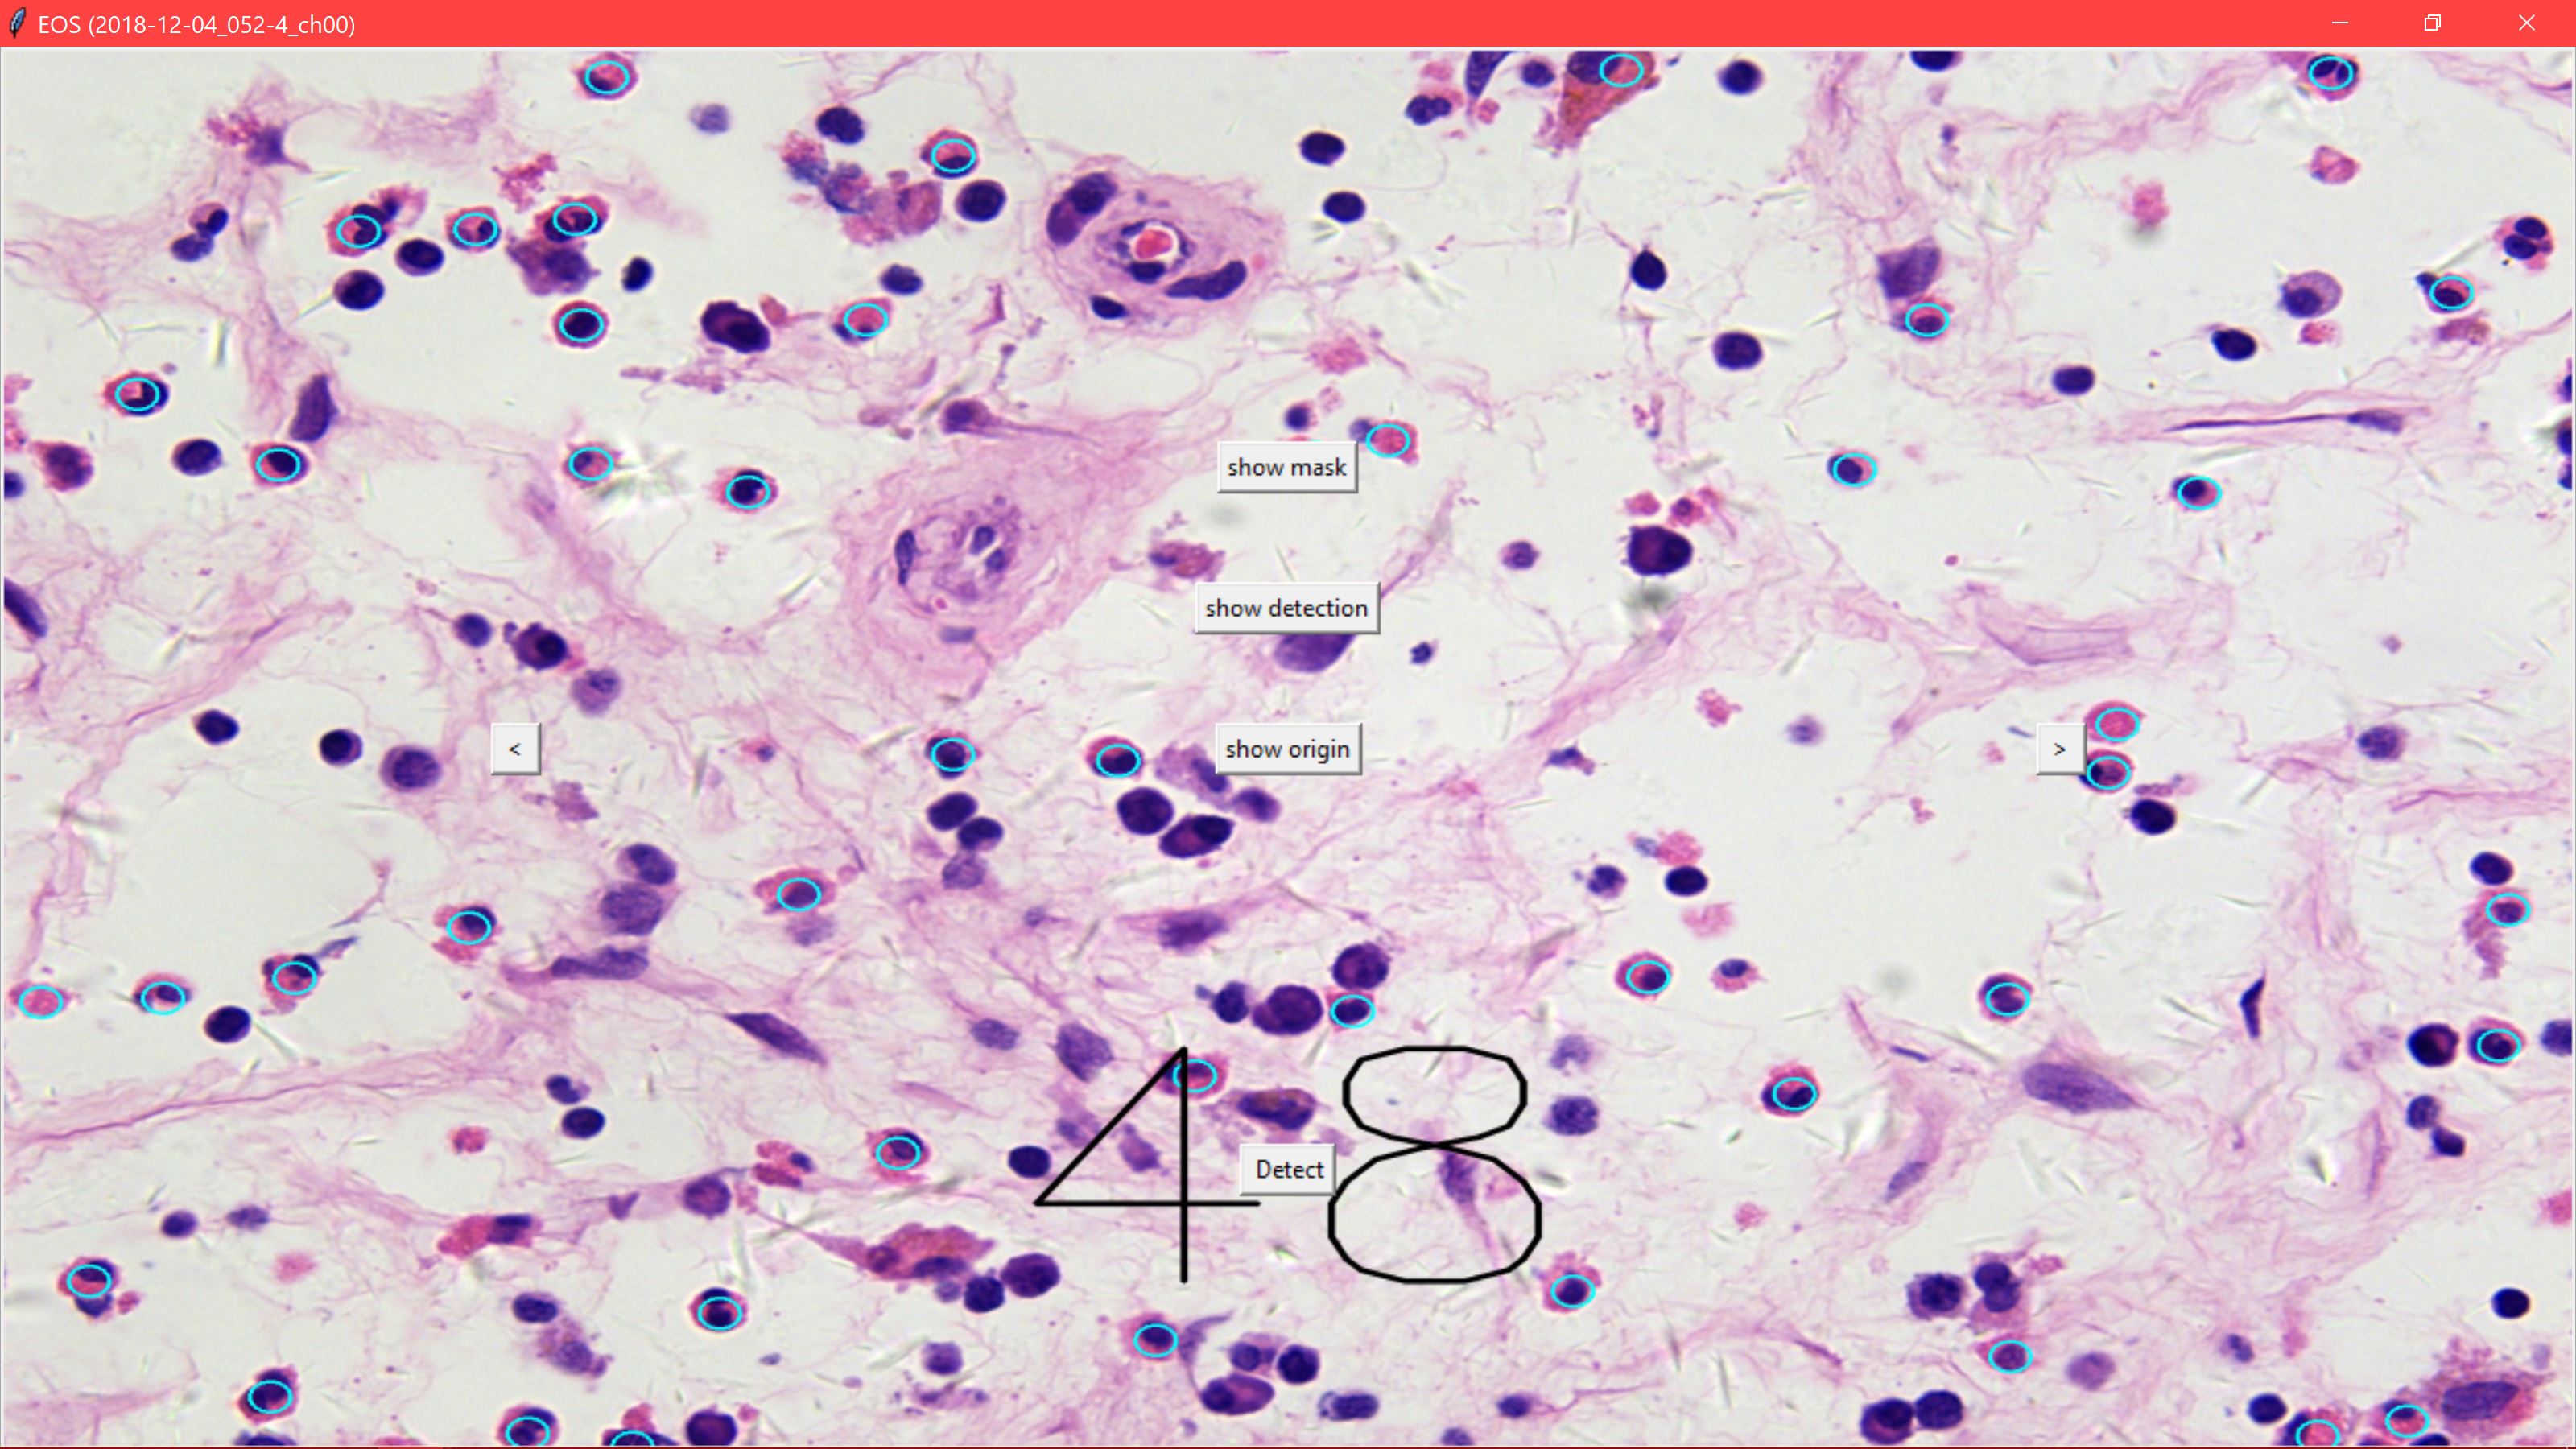 EOS (2018-12-04_052-4_ch00)
show mask
show detection
<
show origin
>
48
Detect